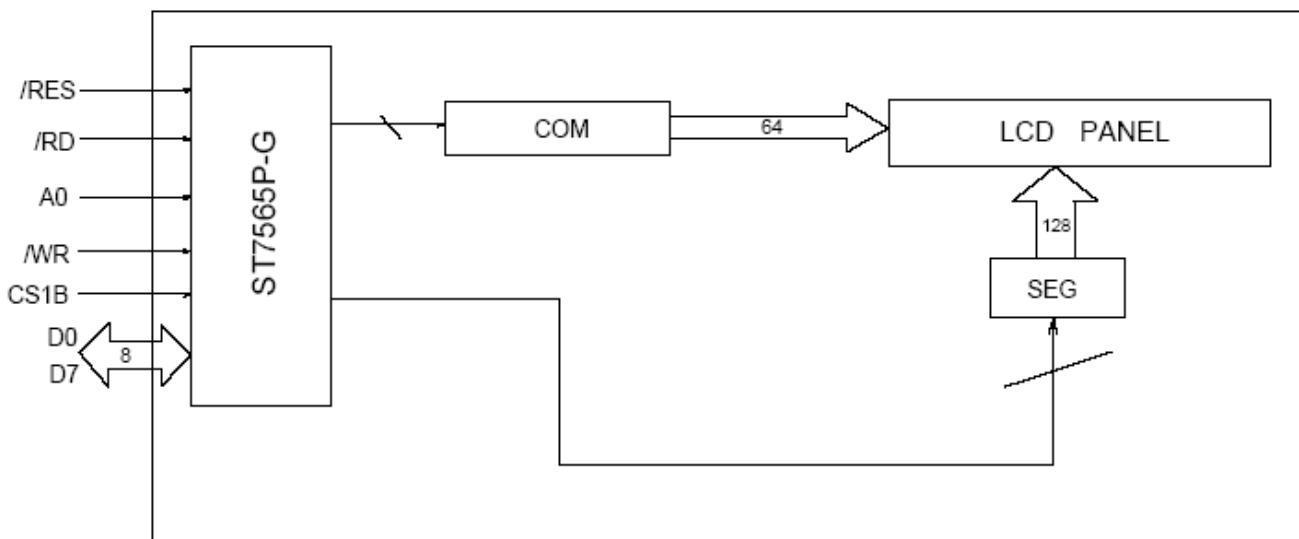 /RES
/RD
A0
/WR
CS1B
D0
D7
8
ST7565P-G
COM
64
LCD PANEL
128
SEG